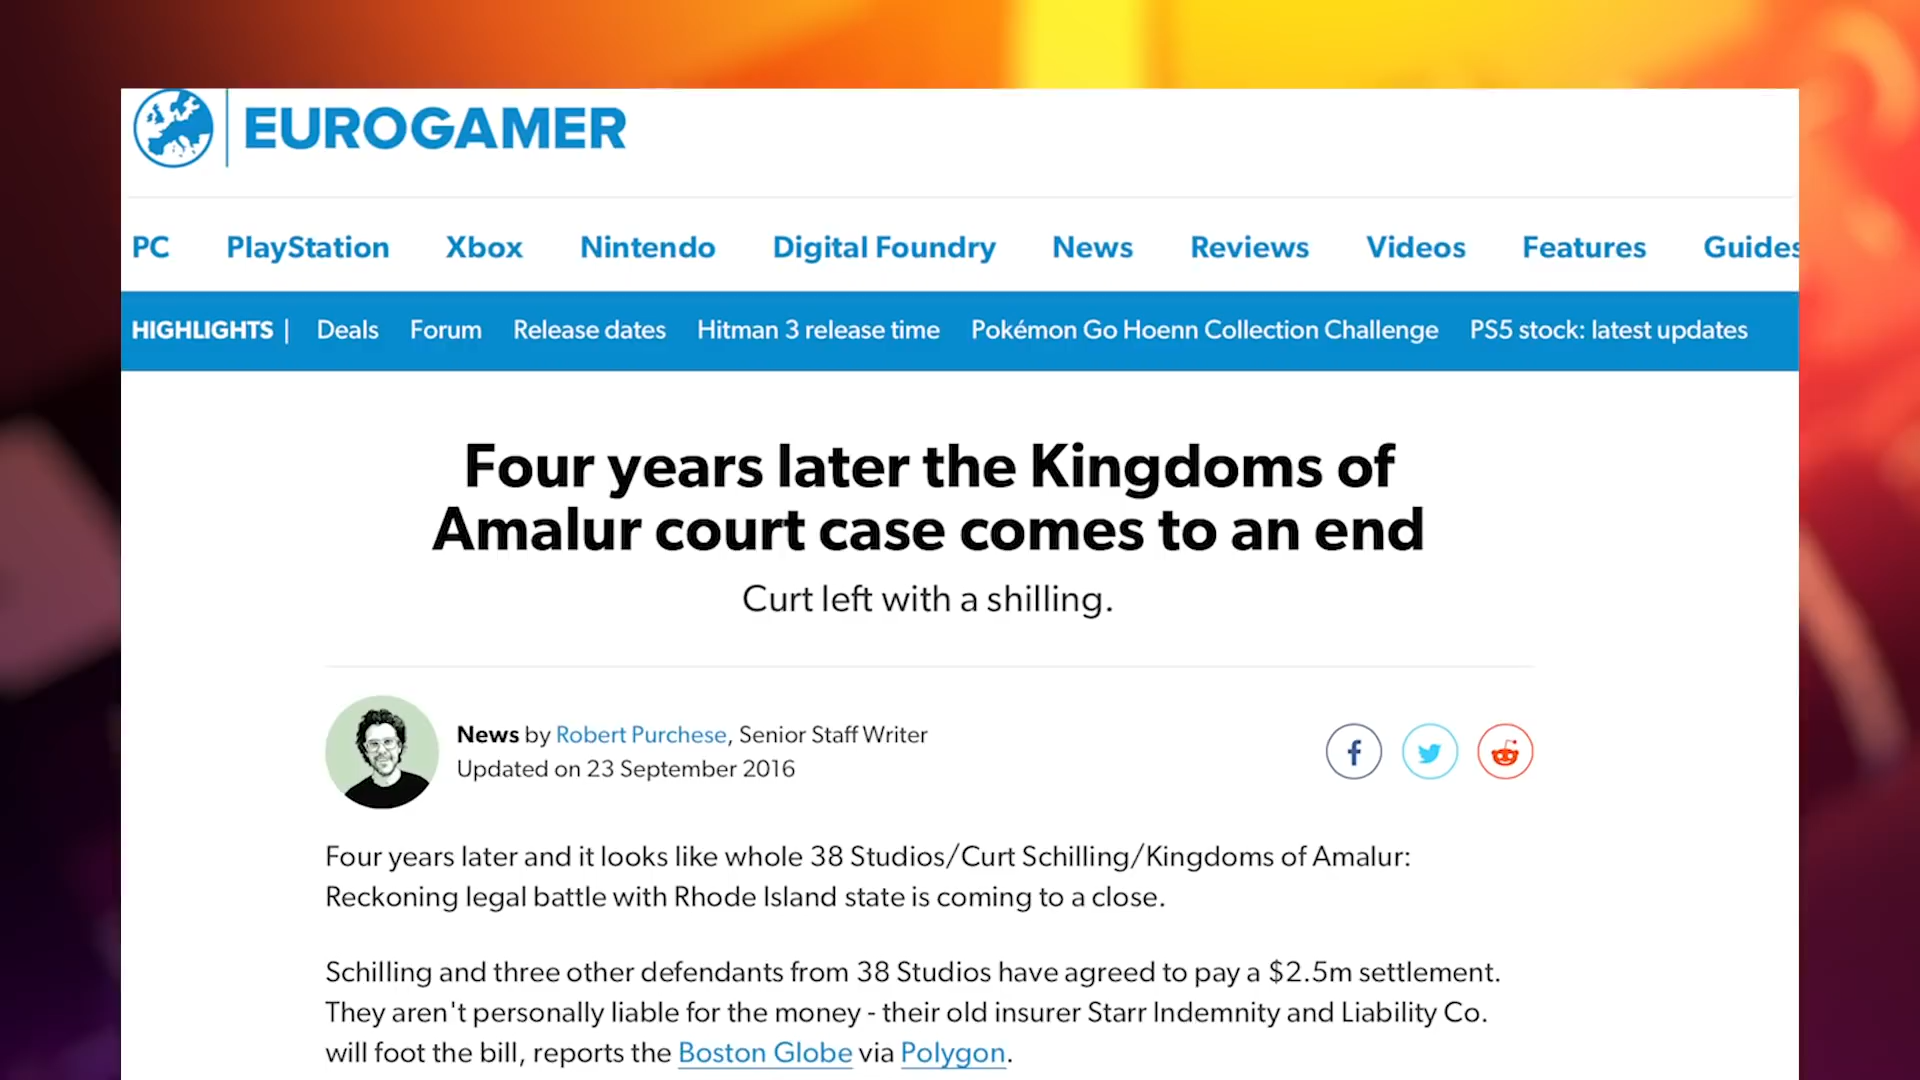 EUROGAMER
PC PlayStation Xbox Nintendo Digital Foundry News Reviews Videos Features Guides
HIGHLIGHTS | Deals Forum Release dates Hitman 3 release time Pokémon Go Hoenn Collection Challenge PS5 stock: latest updates
Four years later the Kingdoms of
Amalur court case comes to an end
Curt left with a shilling.
News by Robert Purchese, Senior Staff Writer
Updated on 23 September 2016
Four years later and it looks like whole 38 Studios/Curt Schilling/Kingdoms of Amalur:
Reckoning legal battle with Rhode Island state is coming to a close.
Schilling and three other defendants from 38 Studios have agreed to pay a $2.5m settlement.
They aren't personally liable for the money - their old insurer Starr Indemnity and Liability Co.
will foot the bill, reports the Boston Globe via Polygon.